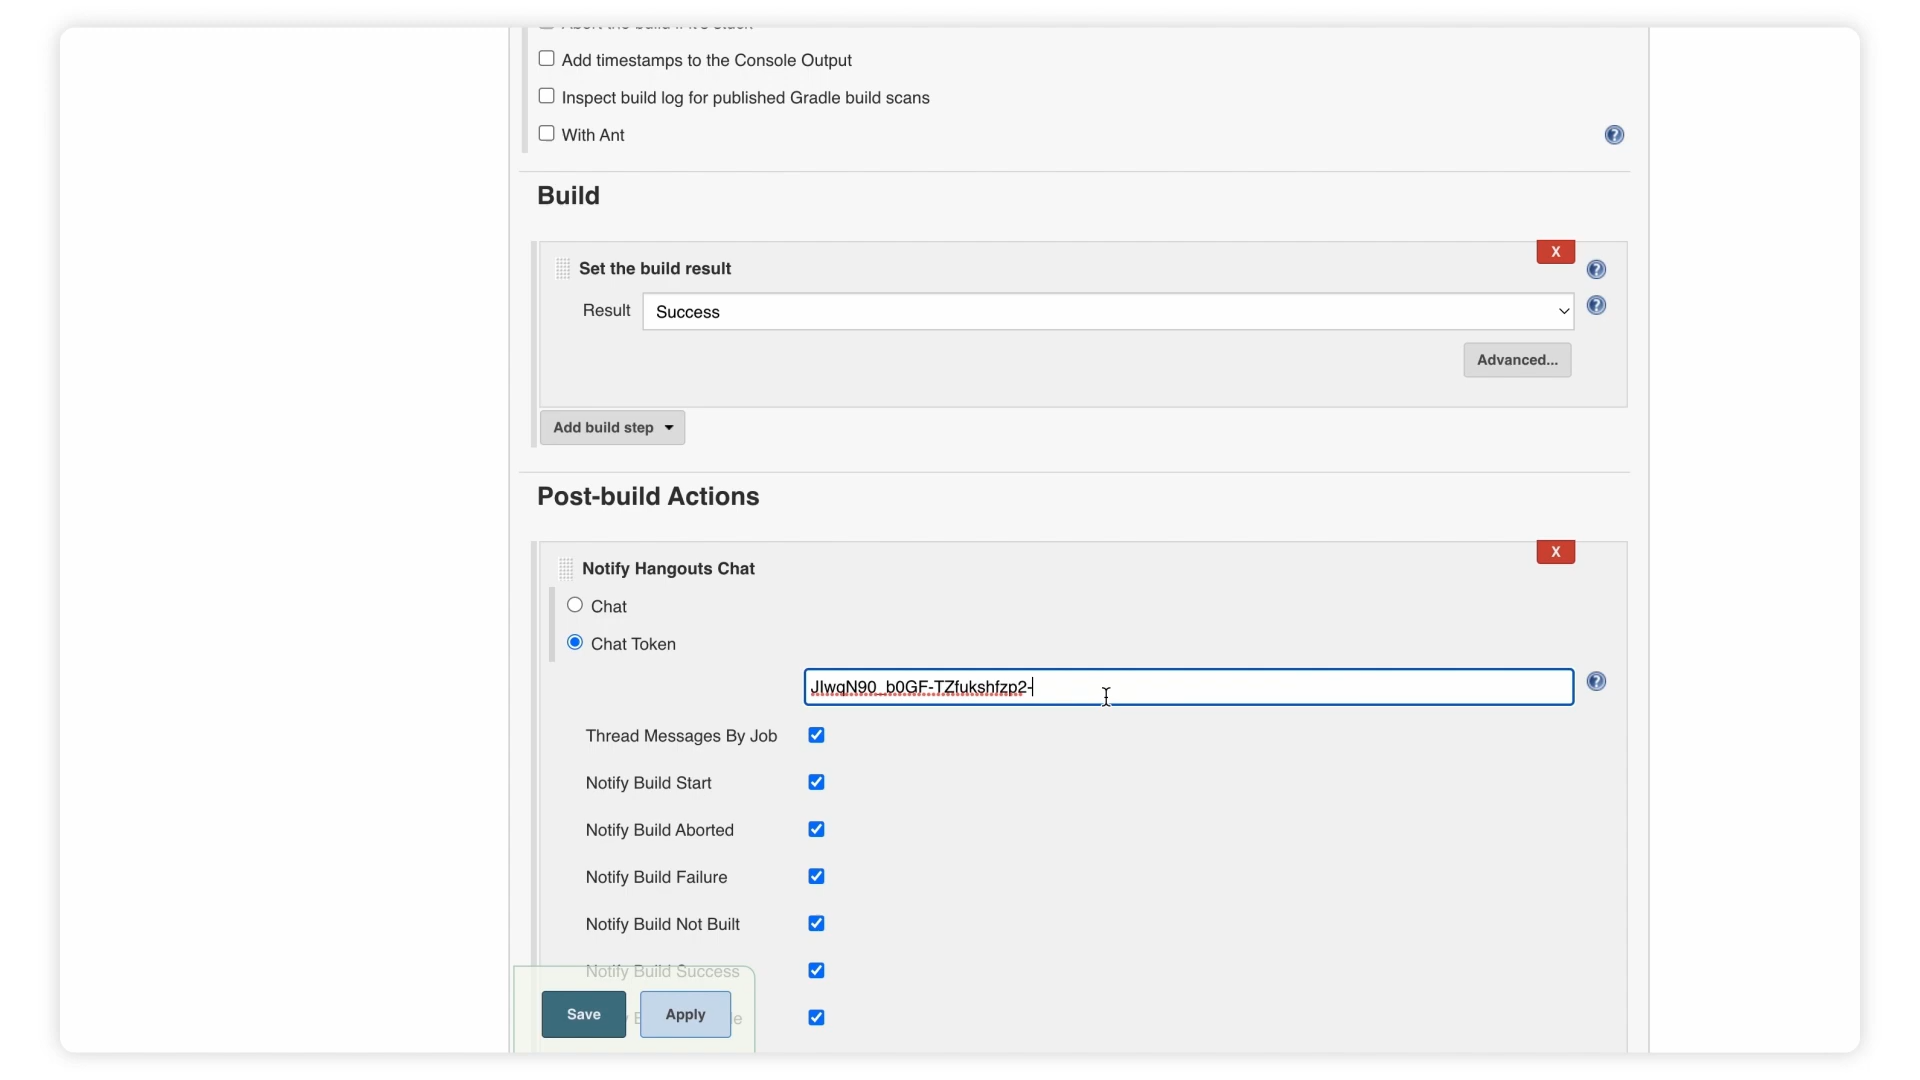 Add timestamps to the Console Output
Inspect build log for published Gradle build scans
With Ant
Build
X
Set the build result
Result
Success
Advanced...
Add build step
Post-build Actions
X
Notify Hangouts Chat
Chat
Chat Token
JIwqN90_b0GF-TZfukshfzp2-
Thread Messages By Job
Notify Build Start
Notify Build Aborted
Notify Build Failure
Notify Build Not Built
Notify Build Success
Save
Apply